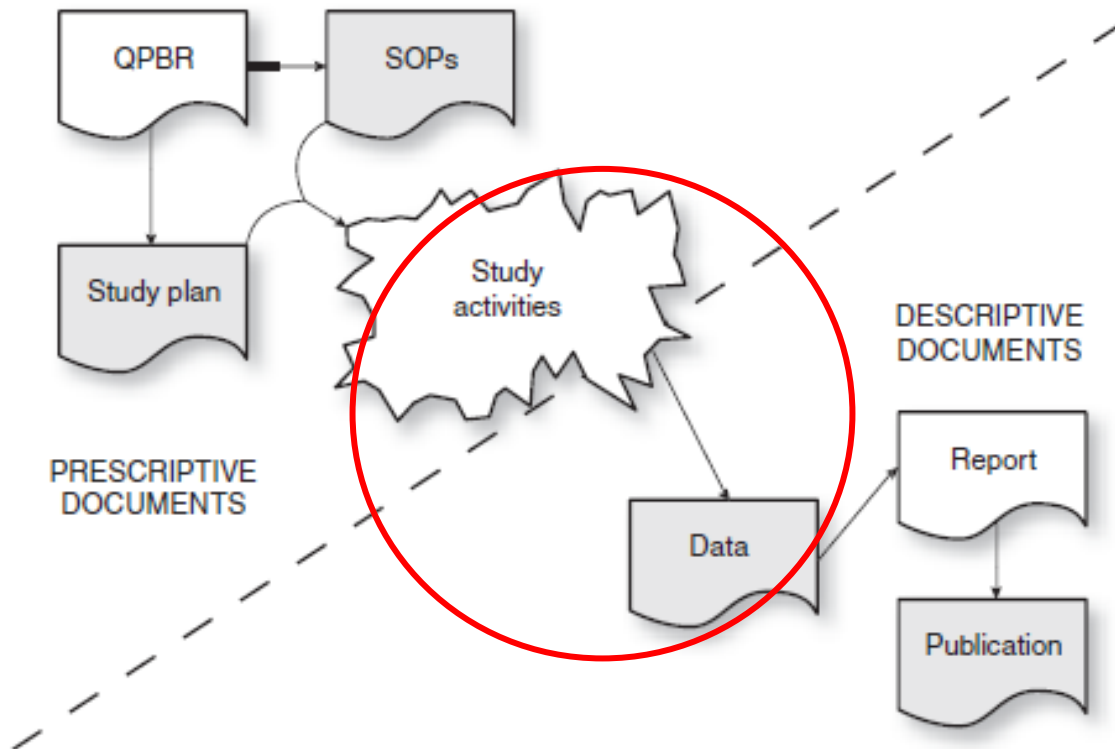 QPBR
SOPs
Study plan
Study
activities
PRESCRIPTIVE
DOCUMENTS
DESCRIPTIVE
DOCUMENTS
Data
Report
Publication